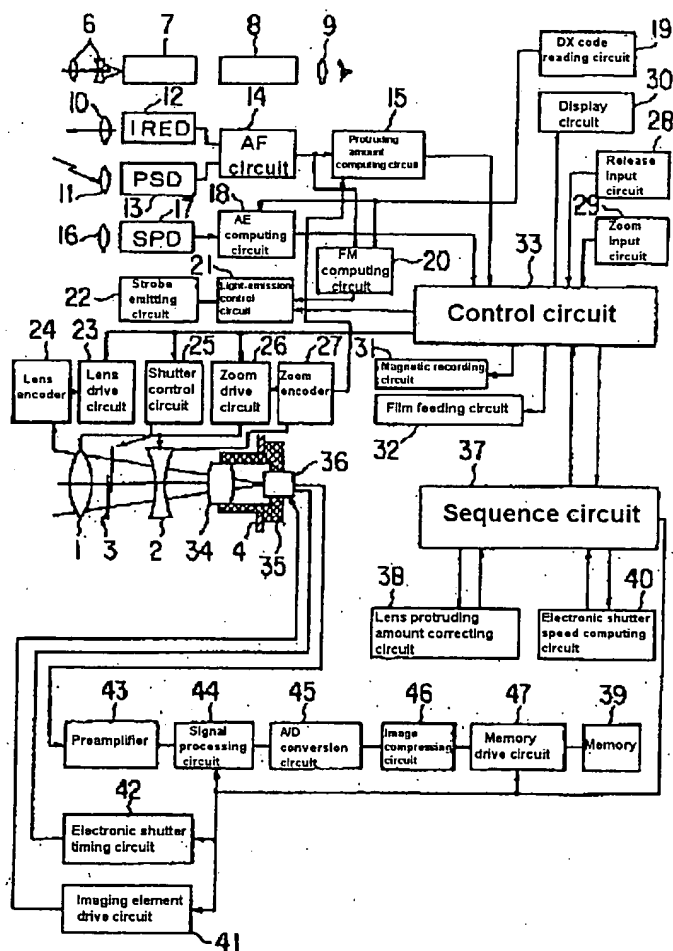 6 7 8 9 19
DX code
reading circuit
30
10 12 14 15
Display
circuit
28
IRED
AF
circuit
Protruding
amount
computing circuit
Release
Input
circuit
PSD
11 13 17 18
29
Zoom
input
circuit
16
SPD
AE
computing
circuit
33
21
FM
computing
circuit
20
22
Strobe
emitting
circuit
Light-emission
control
circuit
Control circuit
24 23 25 26 27
31
Magnetic recording
circuit
Lens
encoder
Lens
drive
circuit
Shutter
control
circuit
Zoom
drive
circuit
Zoom
encoder
Film feeding circuit
32
36
37
Sequence circuit
1 3 2 34 4 35
38
40
Lens protruding
amount correcting
circuit
Electronic shutter
speed computing
circuit
43 44 45 46 47 39
Preamplifier
Signal
processing
circuit
A/D
conversion
circuit
Image
compressing
circuit
Memory
drive circuit
Memory
42
Electronic shutter
timing circuit
Imaging element
drive circuit
41